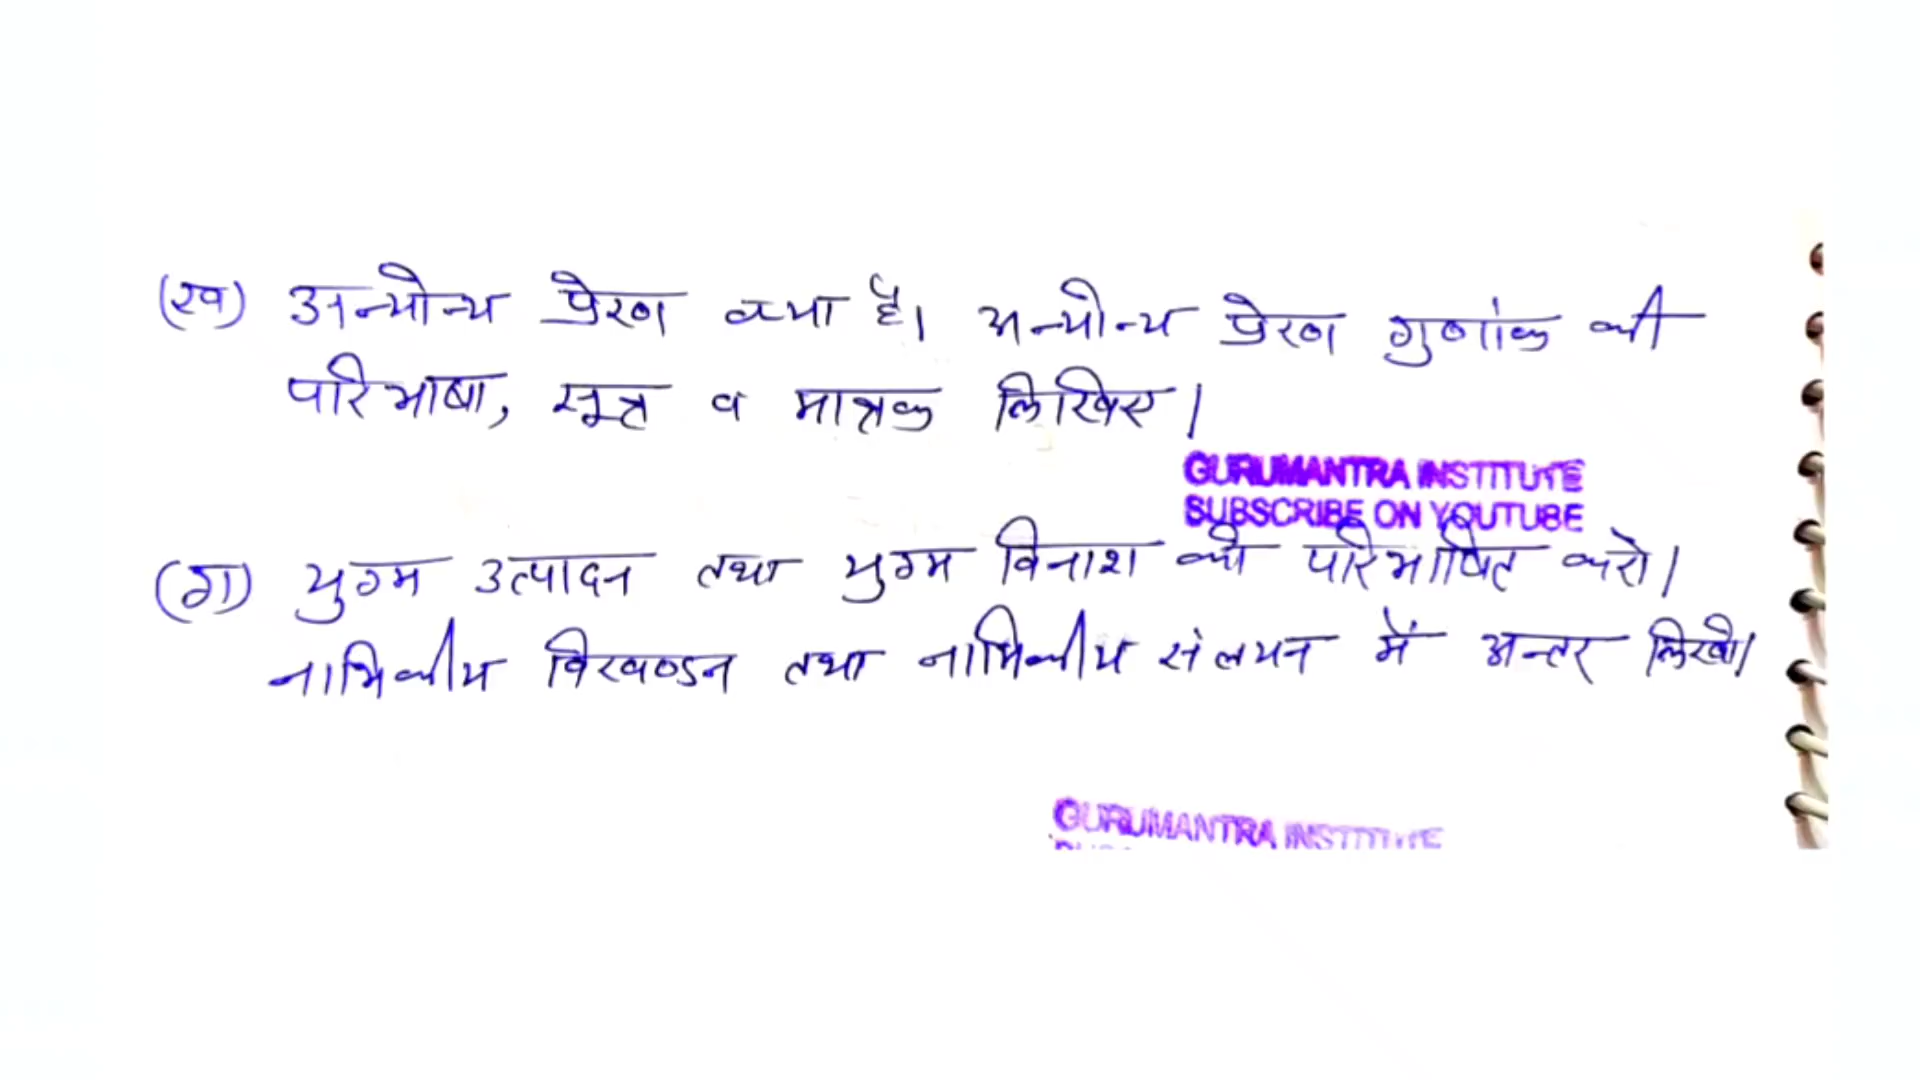 (ख) अन्योन्य प्रेरण क्या है। अन्योन्य प्रेरण गुणांक की
परिभाषा, सूत्र व मात्रक लिखिए।
GURUMANTRA INSTITUTE
SUBSCRIBE ON YOUTUBE
(ग) युग्म उत्पादन तथा युग्म विनाश को परिभाषित करो।
नाभिकीय विखण्डन तथा नाभिकीय संलयन में अन्तर लिखो।
GURUMANTRA INSTITUTE